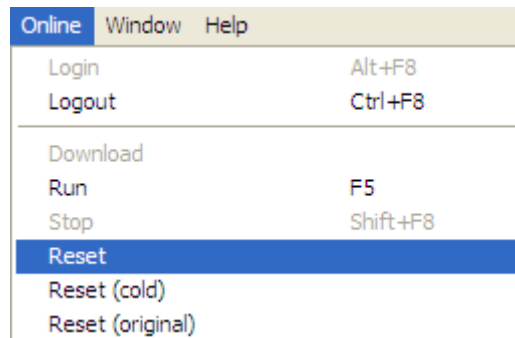 Online Window Help
Login Alt+F8
Logout Ctrl+F8
Download
Run F5
Stop Shift+F8
Reset
Reset (cold)
Reset (original)